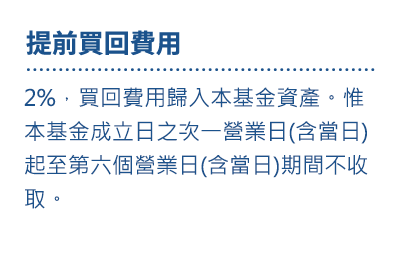 提前買回費用
2%，買回費用歸入本基金資產。惟
本基金成立日之次一營業日(含當日)
起至第六個營業日(含當日)期間不收
取。